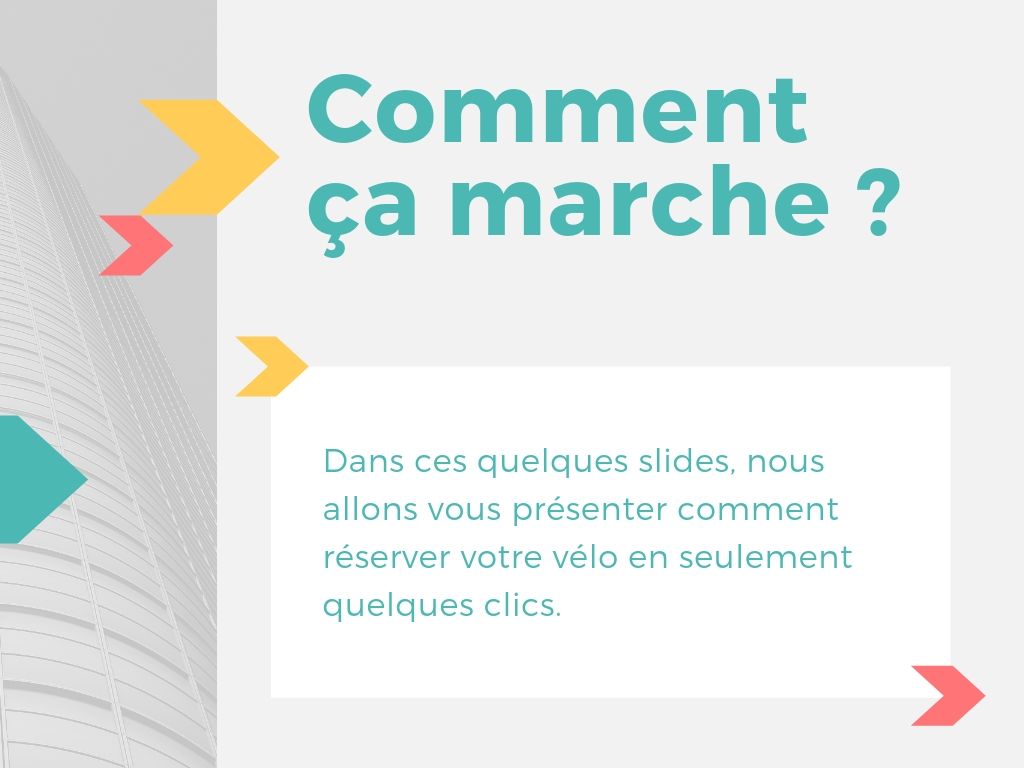 Comment
ça marche ?
Dans ces quelques slides, nous
allons vous présenter comment
réserver votre vélo en seulement
quelques clics.